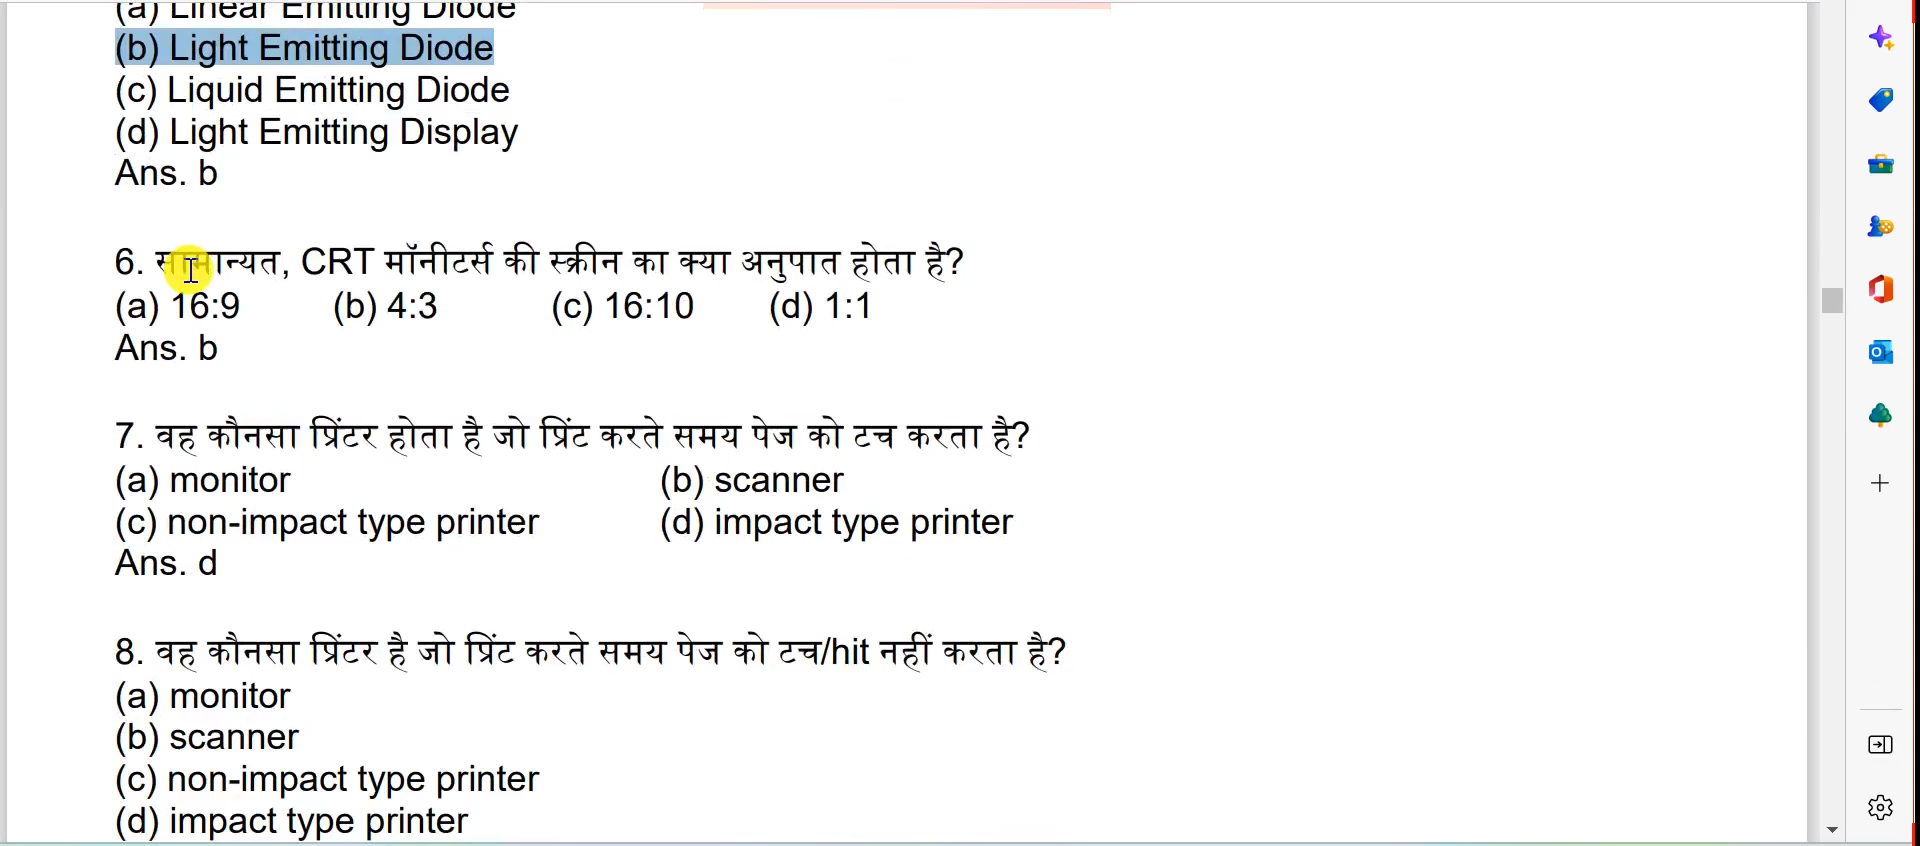 (a) Linear Emitting Diode
(b) Light Emitting Diode
(c) Liquid Emitting Diode
(d) Light Emitting Display
Ans. b
6. सामान्यत, CRT मॉनीटर्स की स्क्रीन का क्या अनुपात होता है?
(a) 16:9 (b) 4:3 (c) 16:10 (d) 1:1
Ans. b
7. वह कौनसा प्रिंटर होता है जो प्रिंट करते समय पेज को टच करता है?
(a) monitor (b) scanner
(c) non-impact type printer (d) impact type printer
Ans. d
8. वह कौनसा प्रिंटर है जो प्रिंट करते समय पेज को टच/hit नहीं करता है?
(a) monitor
(b) scanner
(c) non-impact type printer
(d) impact type printer